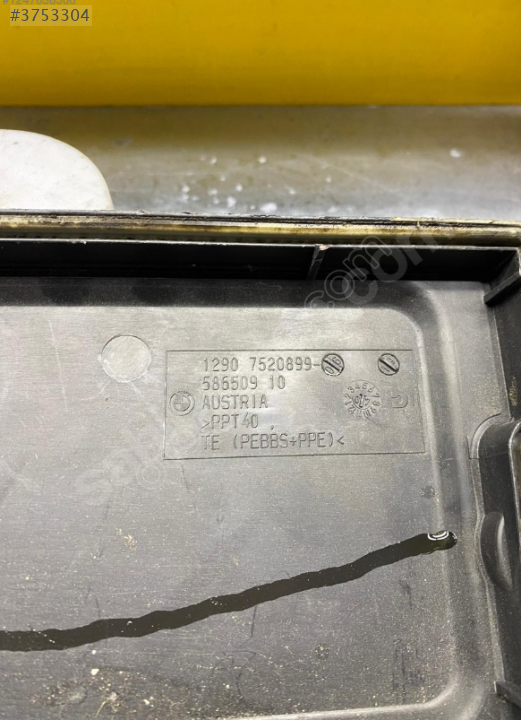 #3753304
1290 7520899-
586509 10
AUSTRIA
>PPT40 ,
TE (PEBBS+PPE)<